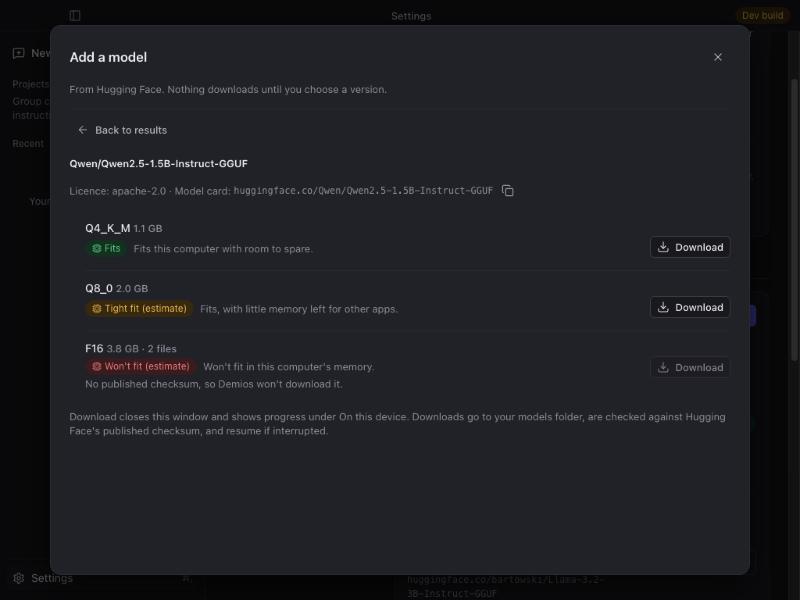 Settings
Dev build
New
Projects
Group c
instructi
Recent
Your
Add a model
From Hugging Face. Nothing downloads until you choose a version.
Back to results
Qwen/Qwen2.5-1.5B-Instruct-GGUF
Licence: apache-2.0 · Model card: huggingface.co/Qwen/Qwen2.5-1.5B-Instruct-GGUF
Q4_K_M 1.1 GB
Fits Fits this computer with room to spare.
Download
Q8_0 2.0 GB
Tight fit (estimate) Fits, with little memory left for other apps.
Download
F16 3.8 GB · 2 files
Won't fit (estimate) Won't fit in this computer's memory.
No published checksum, so Demios won't download it.
Download
Download closes this window and shows progress under On this device. Downloads go to your models folder, are checked against Hugging
Face's published checksum, and resume if interrupted.
Settings
huggingface.co/bartowski/Llama-3.2-
3B-Instruct-GGUF